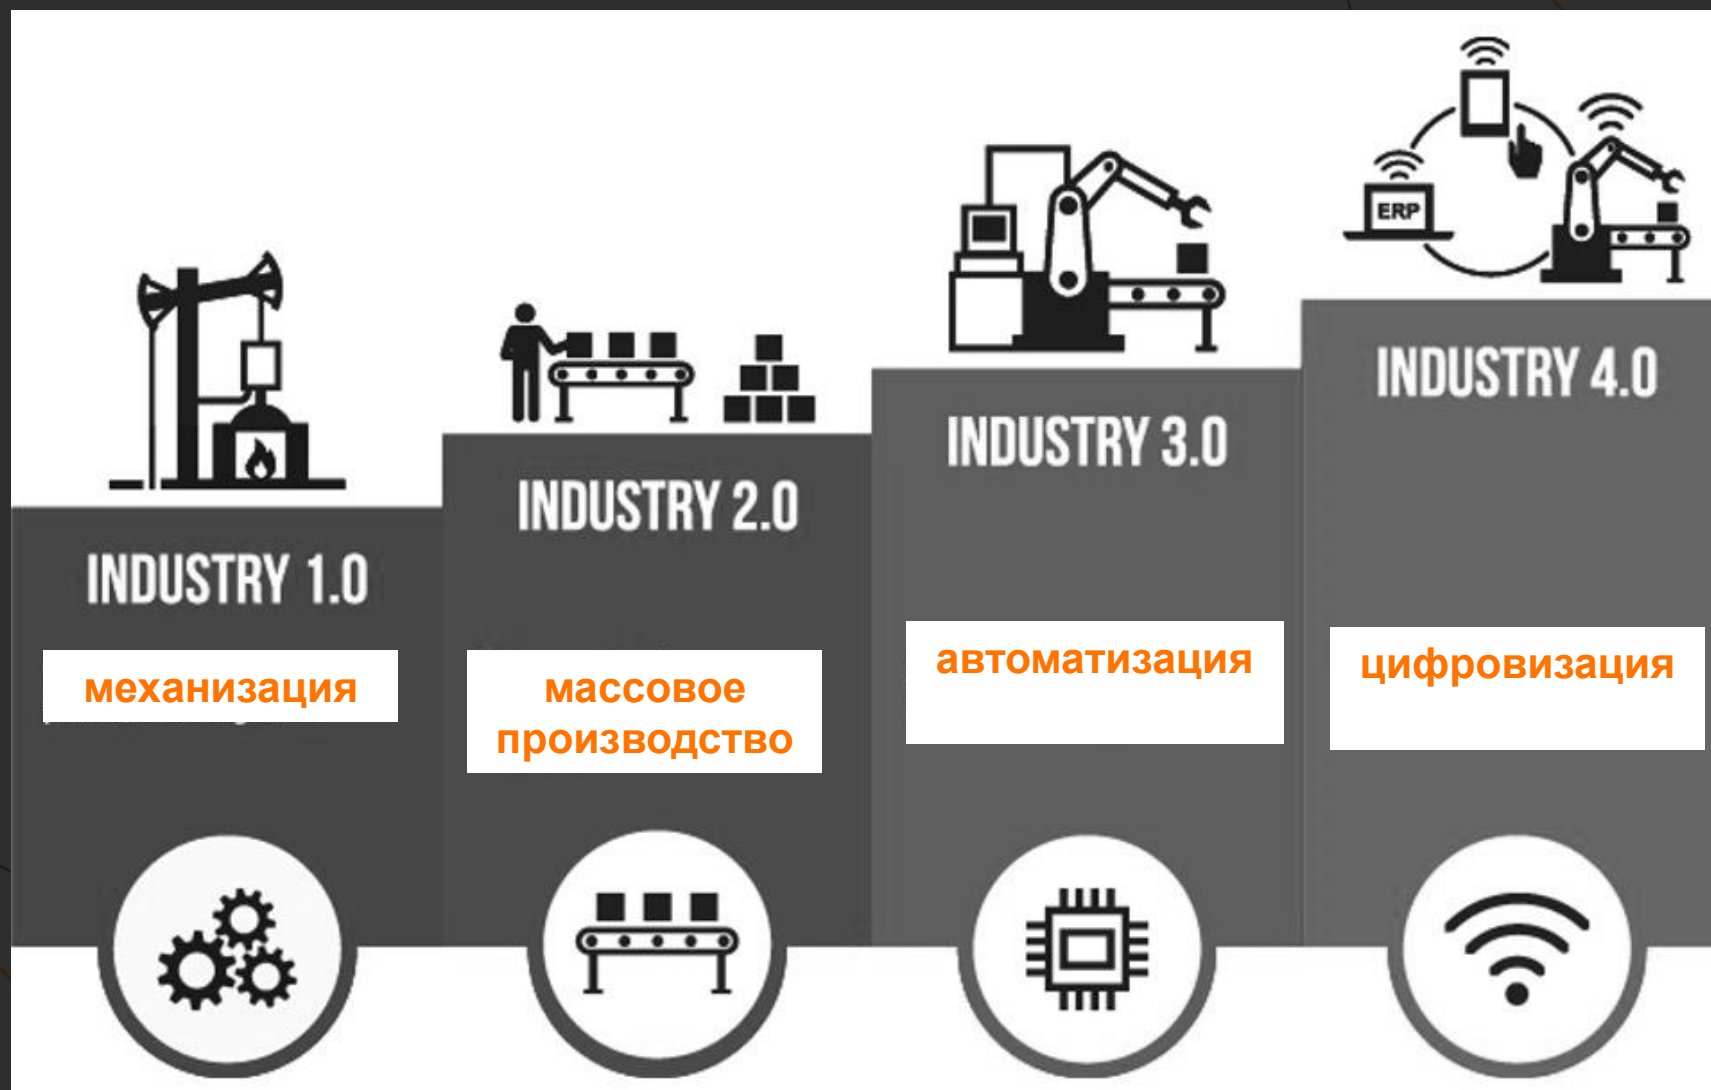 ERP
INDUSTRY 1.0
механизация
INDUSTRY 2.0
массовое
производство
INDUSTRY 3.0
автоматизация
INDUSTRY 4.0
цифровизация